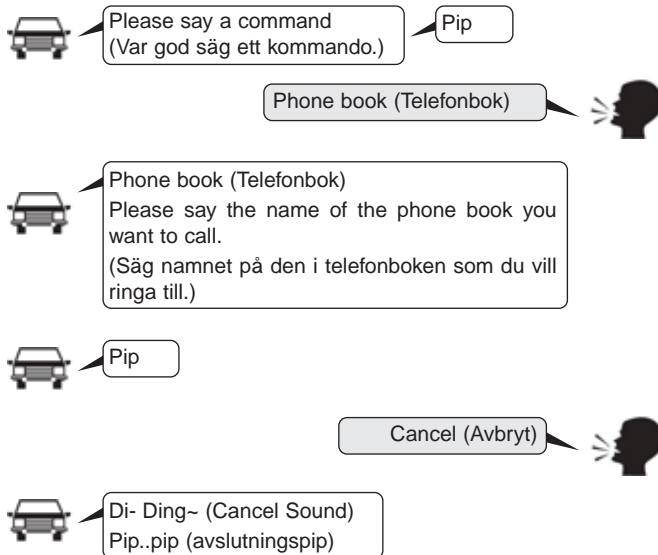 Please say a command
(Var god säg ett kommando.)
Pip
Phone book (Telefonbok)
Phone book (Telefonbok)
Please say the name of the phone book you
want to call.
(Säg namnet på den i telefonboken som du vill
ringa till.)
Pip
Cancel (Avbryt)
Di- Ding~ (Cancel Sound)
Pip..pip (avslutningspip)